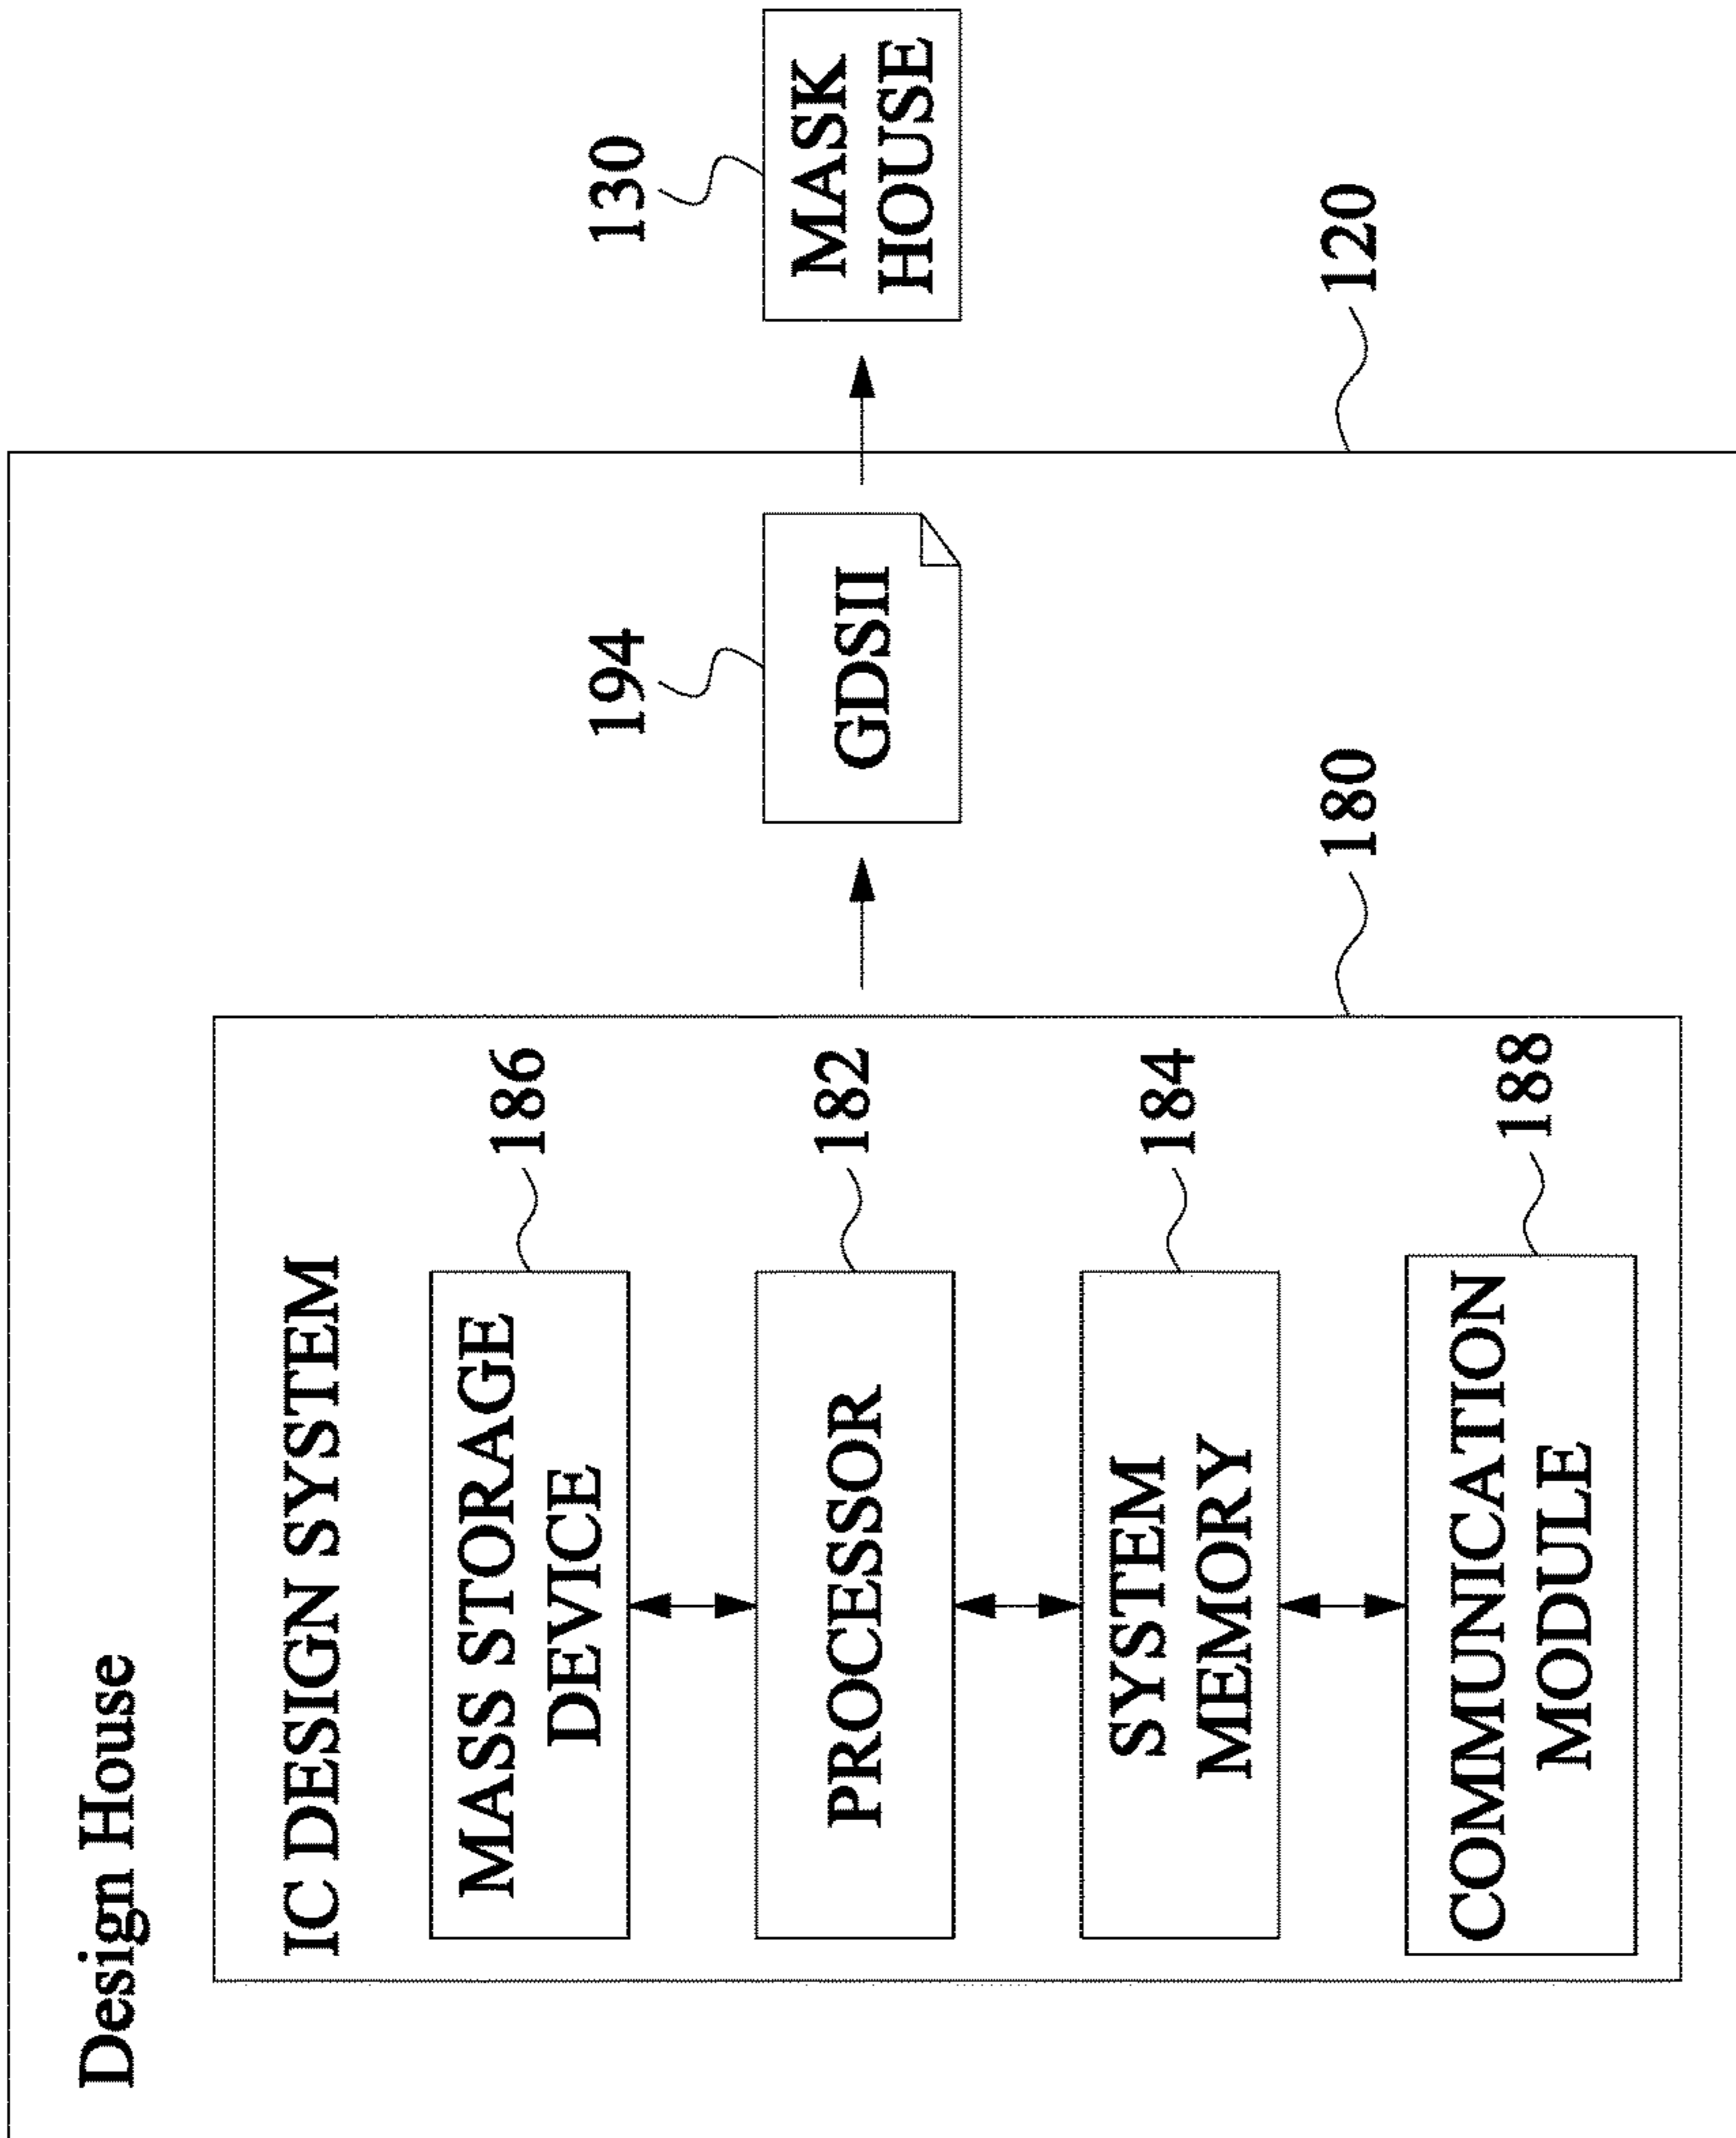 Design House
IC DESIGN SYSTEM
MASS STORAGE
DEVICE
186
PROCESSOR
182
SYSTEM
MEMORY
184
COMMUNICATION
MODULE
188
180
194
GDSII
120
130
MASK
HOUSE